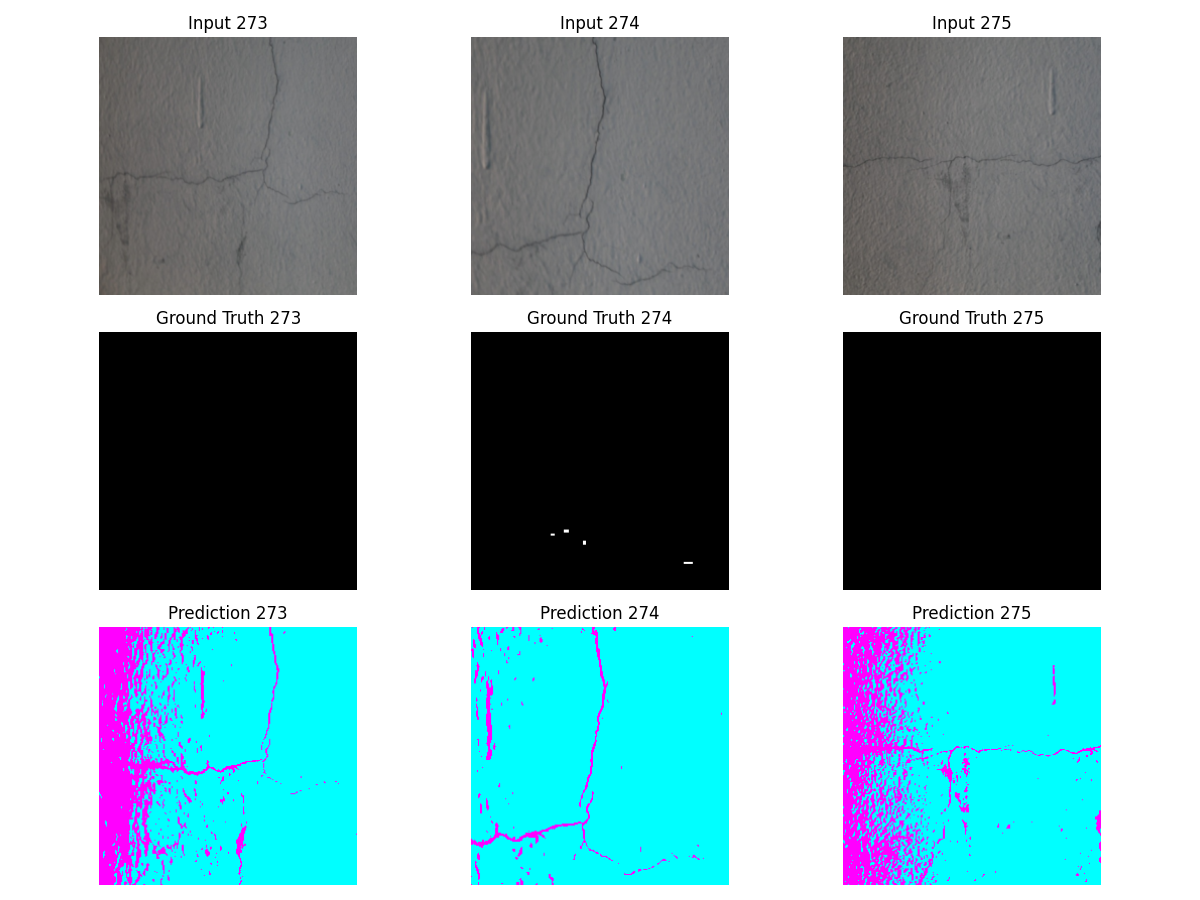 Input 273
Input 274
Input 275
Ground Truth 273
Ground Truth 274
Ground Truth 275
Prediction 273
Prediction 274
Prediction 275